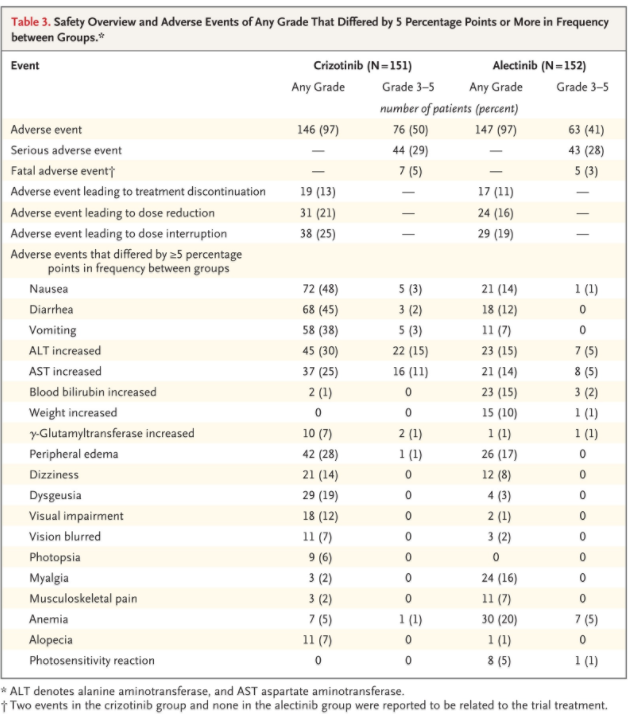 Table 3. Safety Overview and Adverse Events of Any Grade That Differed by 5 Percentage Points or More in Frequency
between Groups.*
Event Crizotinib (N=151) Alectinib (N=152)
Any Grade Grade 3–5 Any Grade Grade 3–5
number of patients (percent)
Adverse event 146 (97) 76 (50) 147 (97) 63 (41)
Serious adverse event — 44 (29) — 43 (28)
Fatal adverse event† — 7 (5) — 5 (3)
Adverse event leading to treatment discontinuation 19 (13) — 17 (11) —
Adverse event leading to dose reduction 31 (21) — 24 (16) —
Adverse event leading to dose interruption 38 (25) — 29 (19) —
Adverse events that differed by ≥5 percentage
points in frequency between groups
Nausea 72 (48) 5 (3) 21 (14) 1 (1)
Diarrhea 68 (45) 3 (2) 18 (12) 0
Vomiting 58 (38) 5 (3) 11 (7) 0
ALT increased 45 (30) 22 (15) 23 (15) 7 (5)
AST increased 37 (25) 16 (11) 21 (14) 8 (5)
Blood bilirubin increased 2 (1) 0 23 (15) 3 (2)
Weight increased 0 0 15 (10) 1 (1)
γ-Glutamyltransferase increased 10 (7) 2 (1) 1 (1) 1 (1)
Peripheral edema 42 (28) 1 (1) 26 (17) 0
Dizziness 21 (14) 0 12 (8) 0
Dysgeusia 29 (19) 0 4 (3) 0
Visual impairment 18 (12) 0 2 (1) 0
Vision blurred 11 (7) 0 3 (2) 0
Photopsia 9 (6) 0 0 0
Myalgia 3 (2) 0 24 (16) 0
Musculoskeletal pain 3 (2) 0 11 (7) 0
Anemia 7 (5) 1 (1) 30 (20) 7 (5)
Alopecia 11 (7) 0 1 (1) 0
Photosensitivity reaction 0 0 8 (5) 1 (1)
* ALT denotes alanine aminotransferase, and AST aspartate aminotransferase.
† Two events in the crizotinib group and none in the alectinib group were reported to be related to the trial treatment.